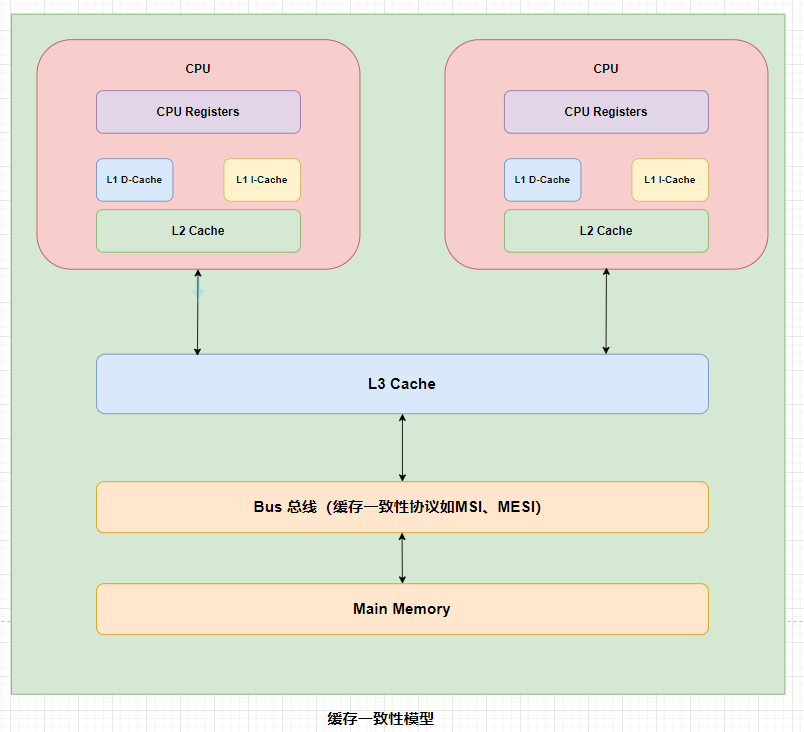 CPU
CPU
CPU Registers
CPU Registers
L1 D-Cache
L1 I-Cache
L1 D-Cache
L1 I-Cache
L2 Cache
L2 Cache
L3 Cache
Bus 总线（缓存一致性协议如MSI、MESI）
Main Memory
缓存一致性模型